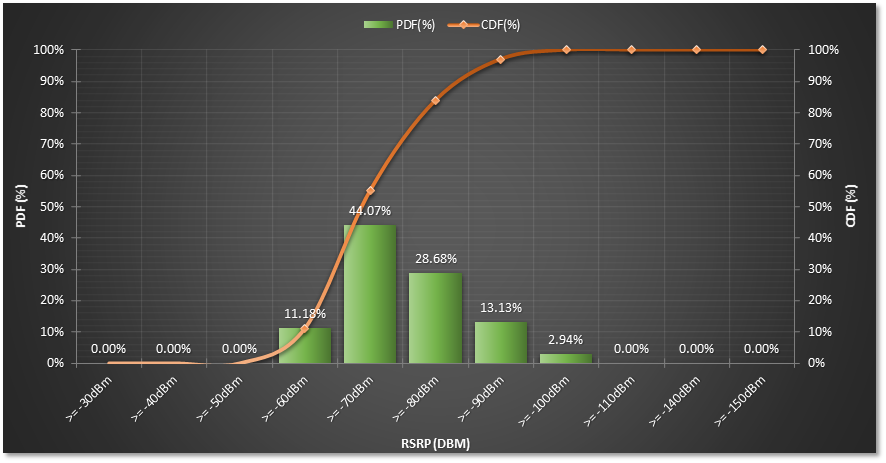 PDF(%) CDF(%)
100% 100%
90% 90%
80% 80%
70% 70%
60% 60%
50% 44.07% 50%
40% 40%
30% 28.68% 30%
20% 20%
11.18% 13.13%
10% 10%
0.00% 0.00% 0.00% 2.94% 0.00% 0.00% 0.00%
0% 0%
PDF (%)
CDF (%)
>= -30dBm >= -40dBm >= -50dBm >= -60dBm >= -70dBm >= -80dBm >= -90dBm >= -100dBm >= -110dBm >= -140dBm >= -150dBm
RSRP (DBM)